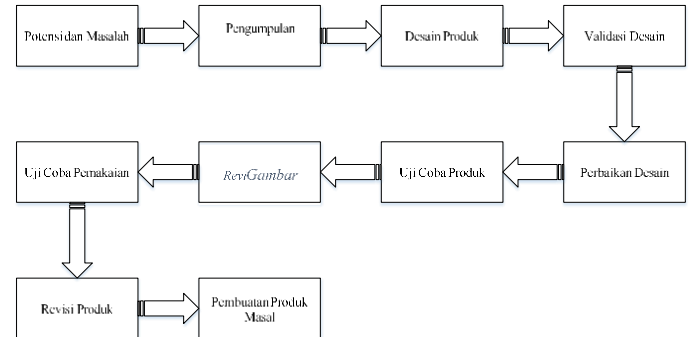 Potensi dan Masalah
Pengumpulan
Desain Produk
Validasi Desain
Perbaikan Desain
Uji Coba Produk
ReviGambar
Uji Coba Pemakaian
Revisi Produk
Pembuatan Produk
Masal